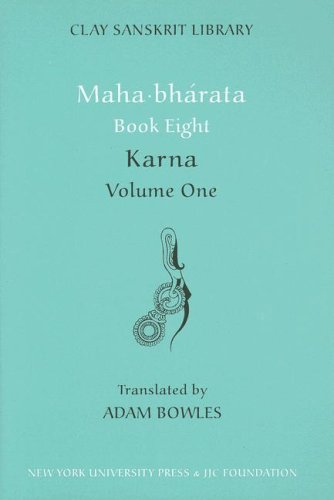 CLAY SANSKRIT LIBRARY
Maha·bhárata
Book Eight
Karna
Volume One
Translated by
ADAM BOWLES
NEW YORK UNIVERSITY PRESS & JJC FOUNDATION